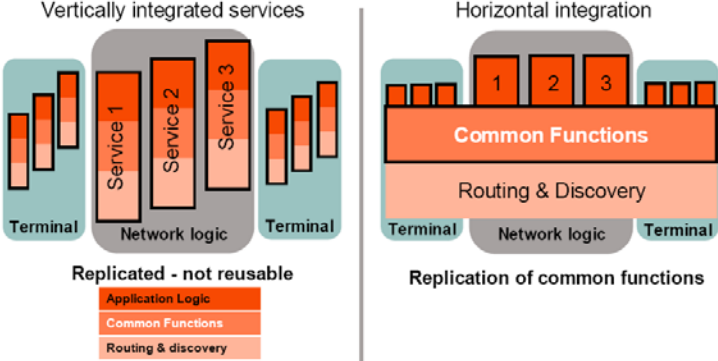 Vertically integrated services
Service 1
Service 2
Service 3
Terminal
Network logic
Terminal
Replicated - not reusable
Application Logic
Common Functions
Routing & discovery
Horizontal integration
1 2 3
Common Functions
Routing & Discovery
Terminal
Network logic
Terminal
Replication of common functions